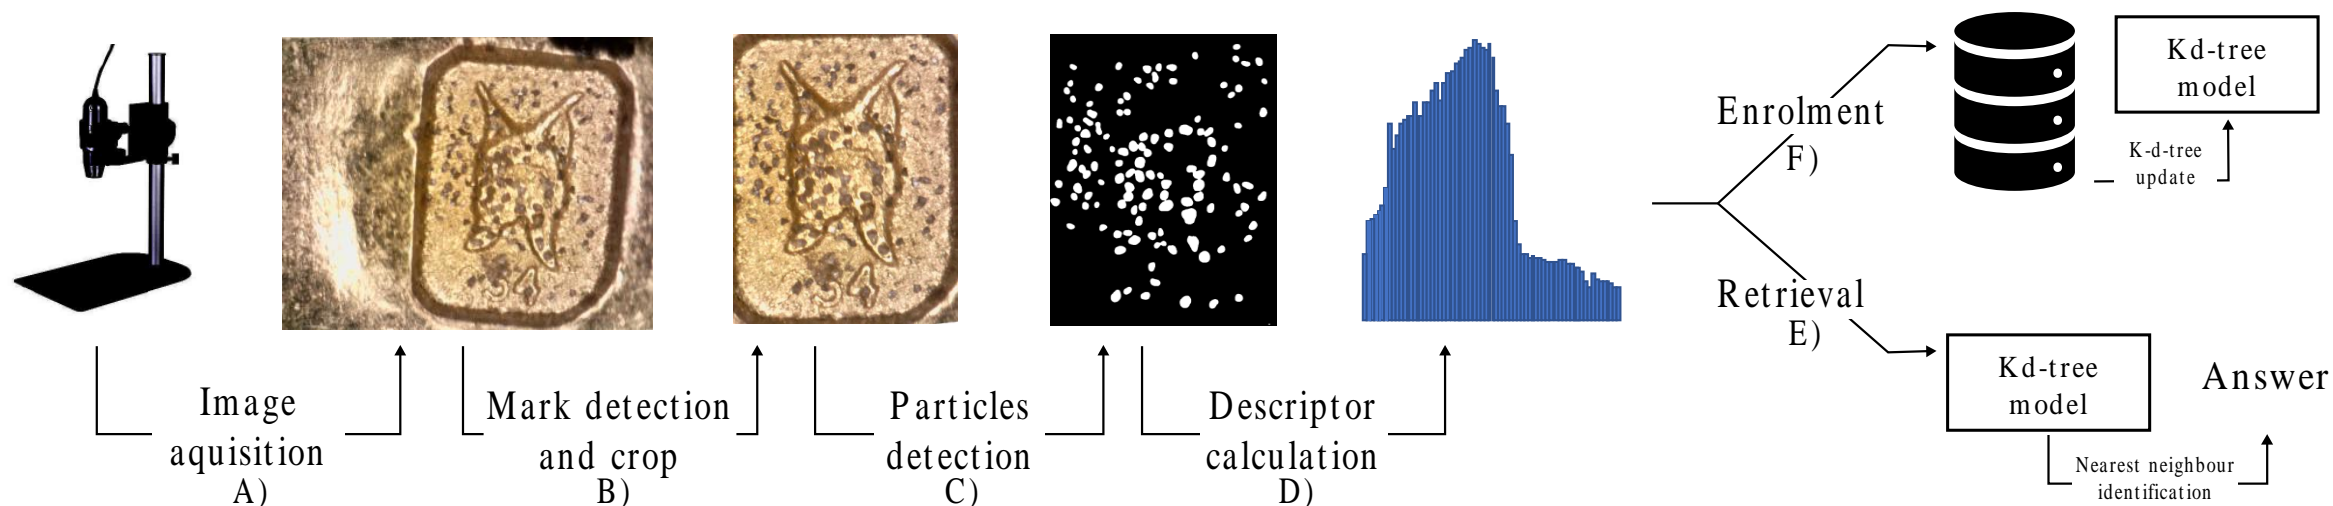 Image
aquisition
A)
Mark detection
and crop
B)
Particles
detection
C)
Descriptor
calculation
D)
Enrolment
F)
Kd-tree
model
K-d-tree
update
Retrieval
E)
Kd-tree
model
Nearest neighbour
identification
Answer